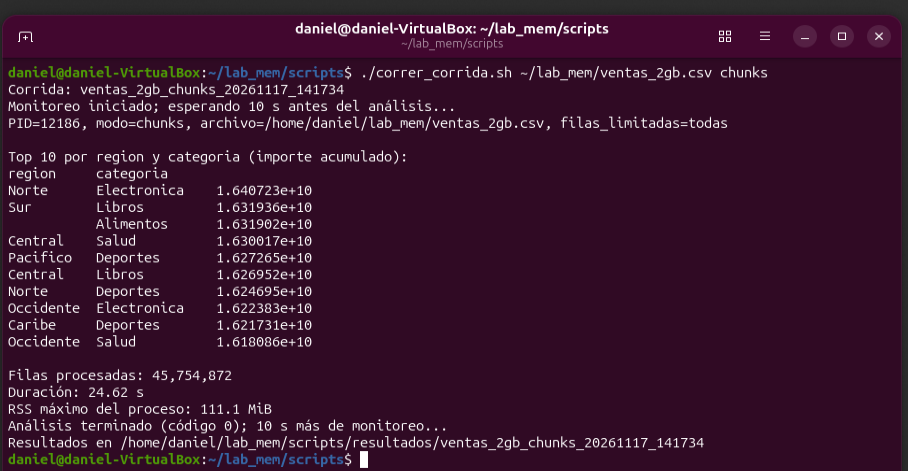 daniel@daniel-VirtualBox: ~/lab_mem/scripts
~/lab_mem/scripts
daniel@daniel-VirtualBox:~/lab_mem/scripts$ ./correr_corrida.sh ~/lab_mem/ventas_2gb.csv chunks
Corrida: ventas_2gb_chunks_20261117_141734
Monitoreo iniciado; esperando 10 s antes del análisis...
PID=12186, modo=chunks, archivo=/home/daniel/lab_mem/ventas_2gb.csv, filas_limitadas=todas
Top 10 por region y categoria (importe acumulado):
region     categoria
Norte      Electronica    1.640723e+10
Sur        Libros         1.631936e+10
           Alimentos      1.631902e+10
Central    Salud          1.630017e+10
Pacifico   Deportes       1.627265e+10
Central    Libros         1.626952e+10
Norte      Deportes       1.624695e+10
Occidente  Electronica    1.622383e+10
Caribe     Deportes       1.621731e+10
Occidente  Salud          1.618086e+10
Filas procesadas: 45,754,872
Duración: 24.62 s
RSS máximo del proceso: 111.1 MiB
Análisis terminado (código 0); 10 s más de monitoreo...
Resultados en /home/daniel/lab_mem/scripts/resultados/ventas_2gb_chunks_20261117_141734
daniel@daniel-VirtualBox:~/lab_mem/scripts$